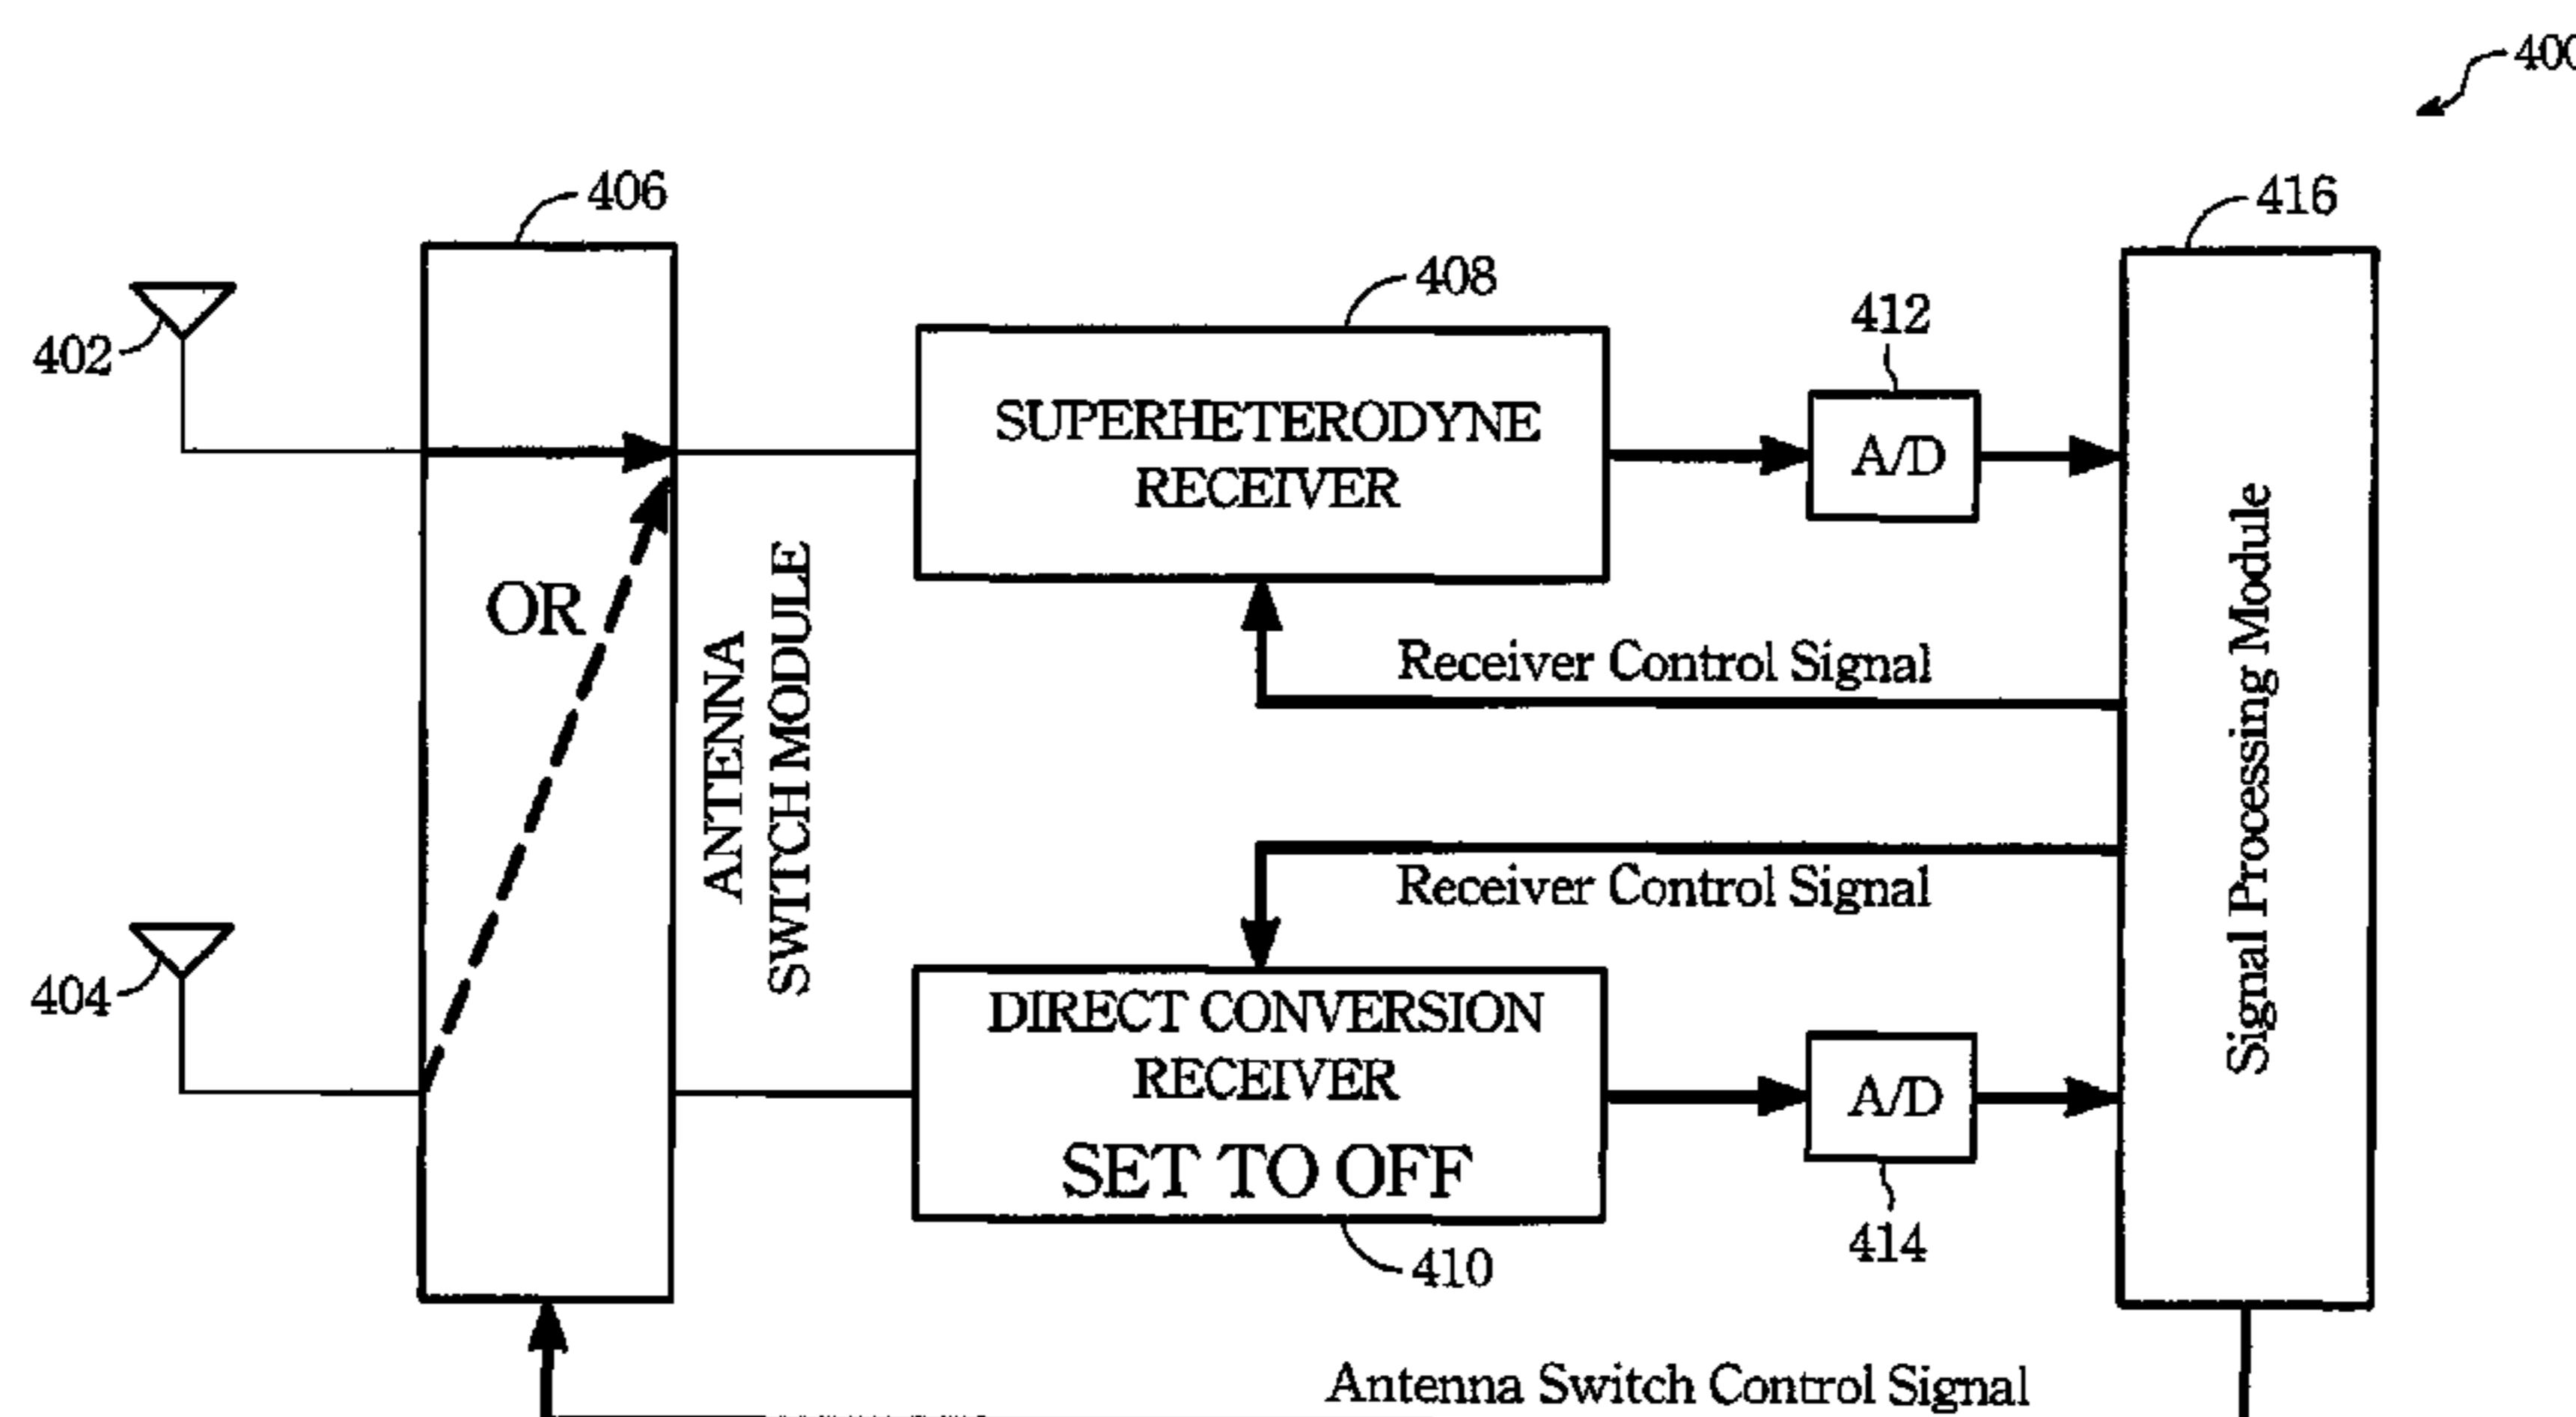 400
406
416
408
402
412
SUPERHETERODYNE
RECEIVER
A/D
OR
ANTENNA
SWITCH MODULE
Receiver Control Signal
Signal Processing Module
Receiver Control Signal
404
DIRECT CONVERSION
RECEIVER
SET TO OFF
A/D
414
410
Antenna Switch Control Signal